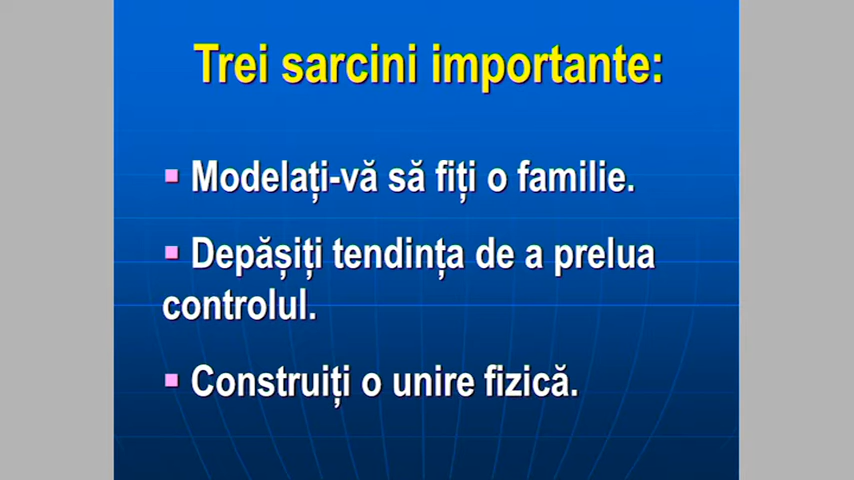 Trei sarcini importante:
▪ Modelați-vă să fiți o familie.
▪ Depășiți tendința de a prelua
controlul.
▪ Construiți o unire fizică.